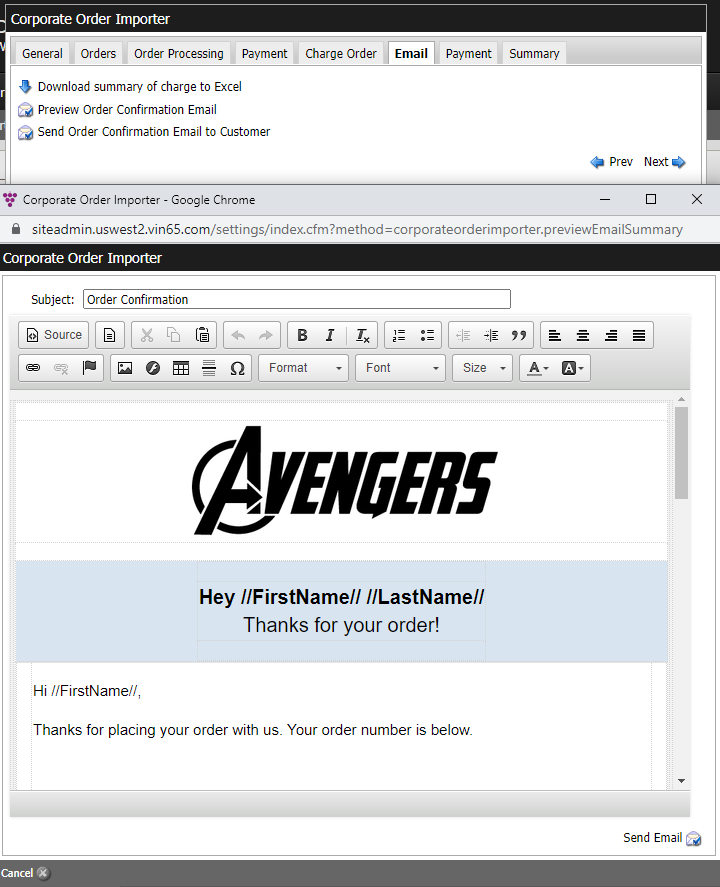 Corporate Order Importer
General Orders Order Processing Payment Charge Order Email Payment Summary
Download summary of charge to Excel
Preview Order Confirmation Email
Send Order Confirmation Email to Customer
Prev Next
Corporate Order Importer - Google Chrome
siteadmin.uswest2.vin65.com/settings/index.cfm?method=corporateorderimporter.previewEmailSummary
Corporate Order Importer
Subject: Order Confirmation
Source B I Ix
Format Font Size A A
AVENGERS
Hey //FirstName// //LastName//
Thanks for your order!
Hi //FirstName//,
Thanks for placing your order with us. Your order number is below.
Send Email
Cancel